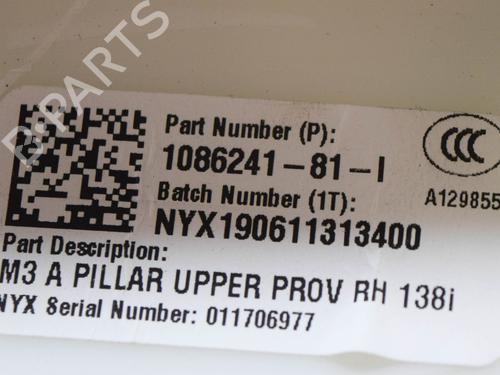 B-PARTS
Part Number (P):
1086241-81-I
CCC
Batch Number (1T):
A129855
NYX190611313400
Part Description:
M3 A PILLAR UPPER PROV RH 138i
NYX Serial Number: 011706977